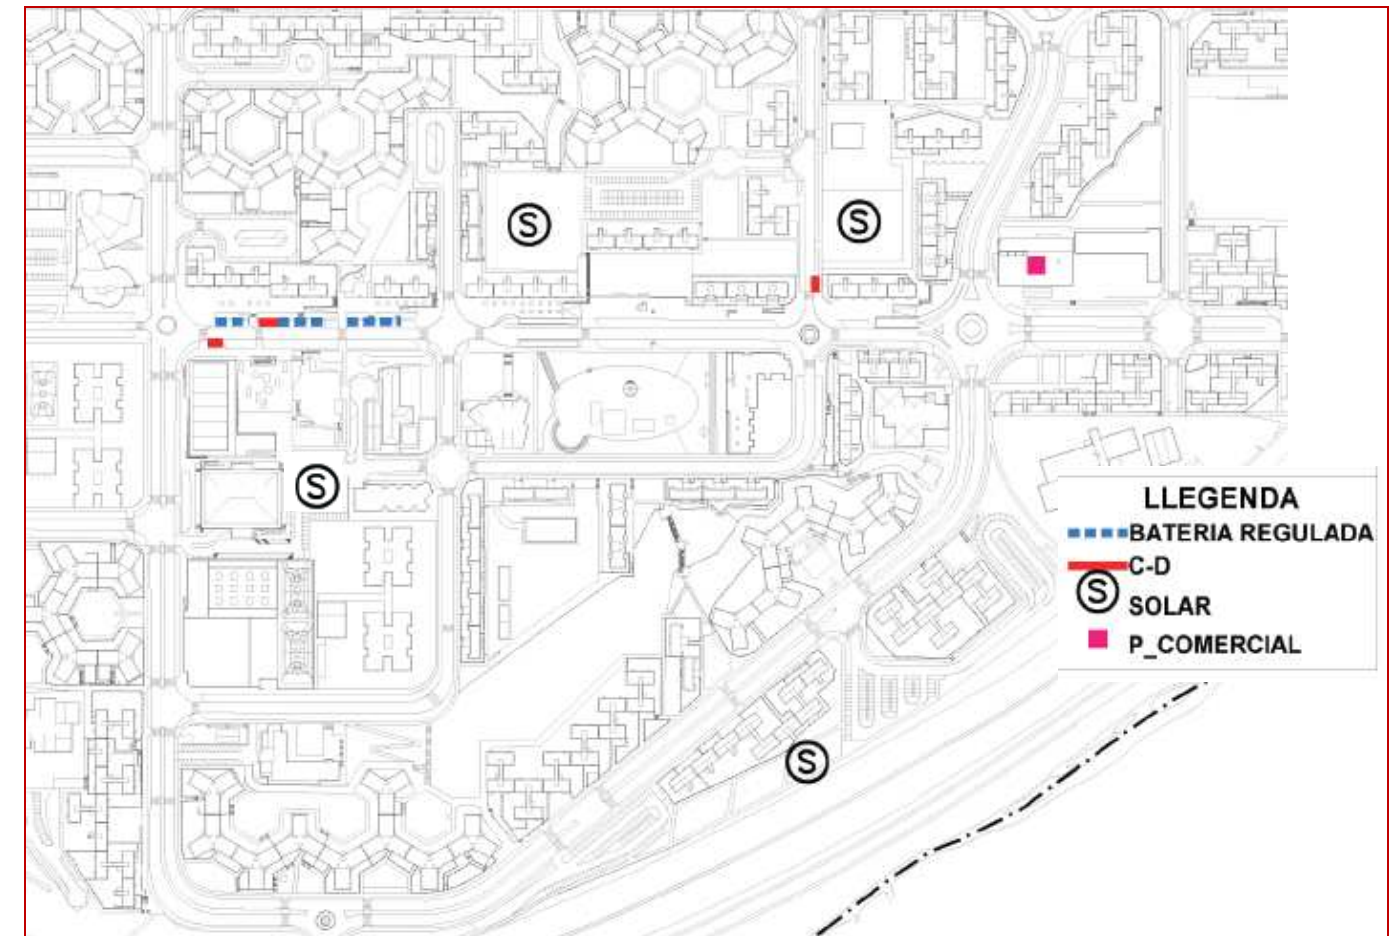 S
S
S
S
LLEGENDA
BATERIA REGULADA
C-D
S
SOLAR
P_COMERCIAL